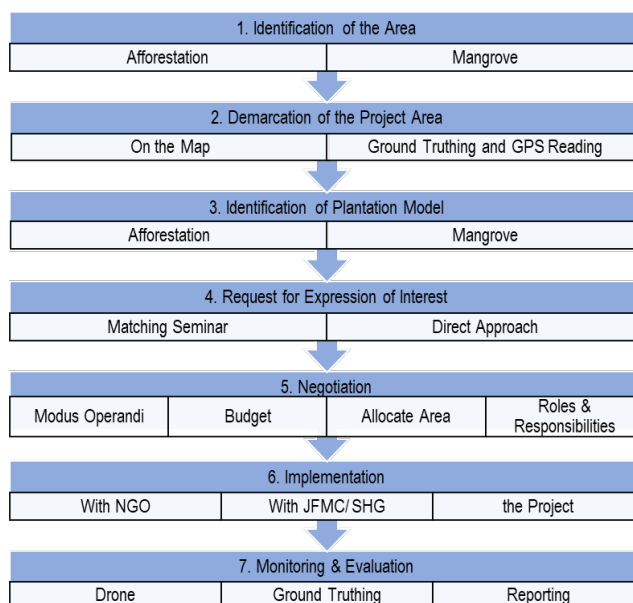 1. Identification of the Area
Afforestation
Mangrove
2. Demarcation of the Project Area
On the Map
Ground Truthing and GPS Reading
3. Identification of Plantation Model
Afforestation
Mangrove
4. Request for Expression of Interest
Matching Seminar
Direct Approach
5. Negotiation
Modus Operandi
Budget
Allocate Area
Roles &
Responsibilities
6. Implementation
With NGO
With JFMC/ SHG
the Project
7. Monitoring & Evaluation
Drone
Ground Truthing
Reporting